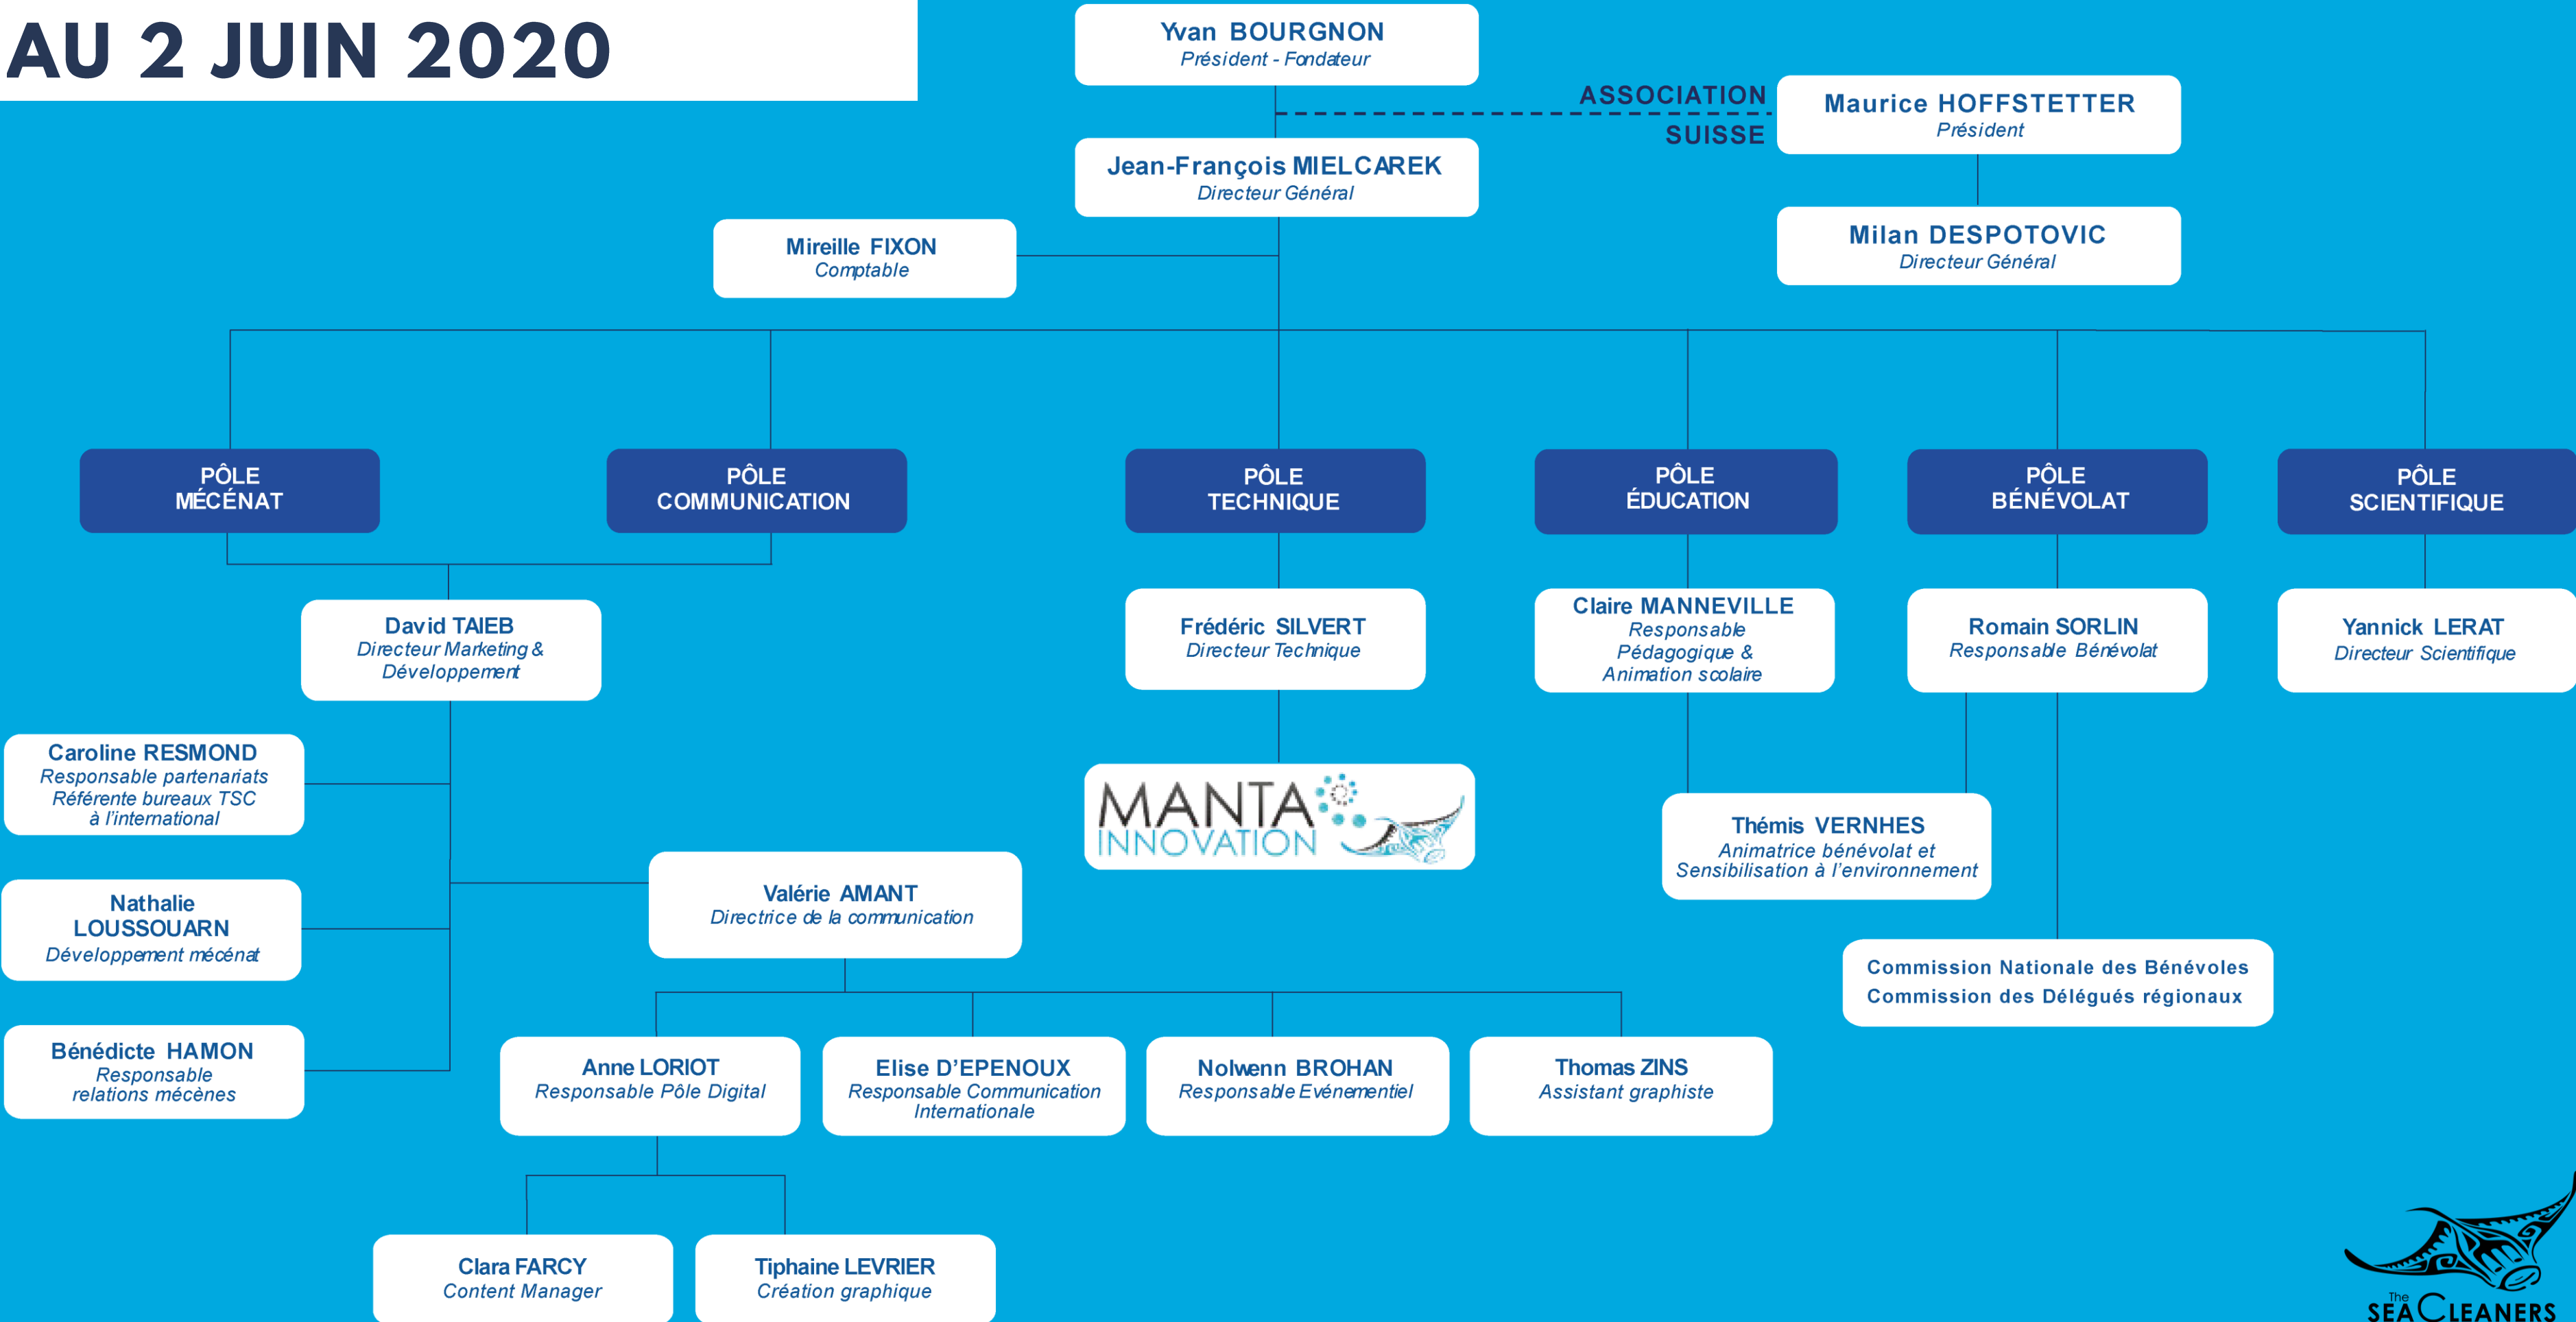 AU 2 JUIN 2020
Yvan BOURGNON
Président - Fondateur
ASSOCIATION
SUISSE
Maurice HOFFSTETTER
Président
Jean-François MIELCAREK
Directeur Général
Milan DESPOTOVIC
Directeur Général
Mireille FIXON
Comptable
PÔLE
MÉCÉNAT
PÔLE
COMMUNICATION
PÔLE
TECHNIQUE
PÔLE
ÉDUCATION
PÔLE
BÉNÉVOLAT
PÔLE
SCIENTIFIQUE
David TAIEB
Directeur Marketing &
Développement
Frédéric SILVERT
Directeur Technique
Claire MANNEVILLE
Responsable
Pédagogique &
Animation scolaire
Romain SORLIN
Responsable Bénévolat
Yannick LERAT
Directeur Scientifique
Caroline RESMOND
Responsable partenariats
Référente bureaux TSC
à l'international
MANTA
INNOVATION
Thémis VERNHES
Animatrice bénévolat et
Sensibilisation à l'environnement
Nathalie
LOUSSOUARN
Développement mécénat
Valérie AMANT
Directrice de la communication
Commission Nationale des Bénévoles
Commission des Délégués régionaux
Bénédicte HAMON
Responsable
relations mécènes
Anne LORIOT
Responsable Pôle Digital
Elise D'EPENOUX
Responsable Communication
Internationale
Nolwenn BROHAN
Responsable Evénementiel
Thomas ZINS
Assistant graphiste
Clara FARCY
Content Manager
Tiphaine LEVRIER
Création graphique
The
SEACLEANERS